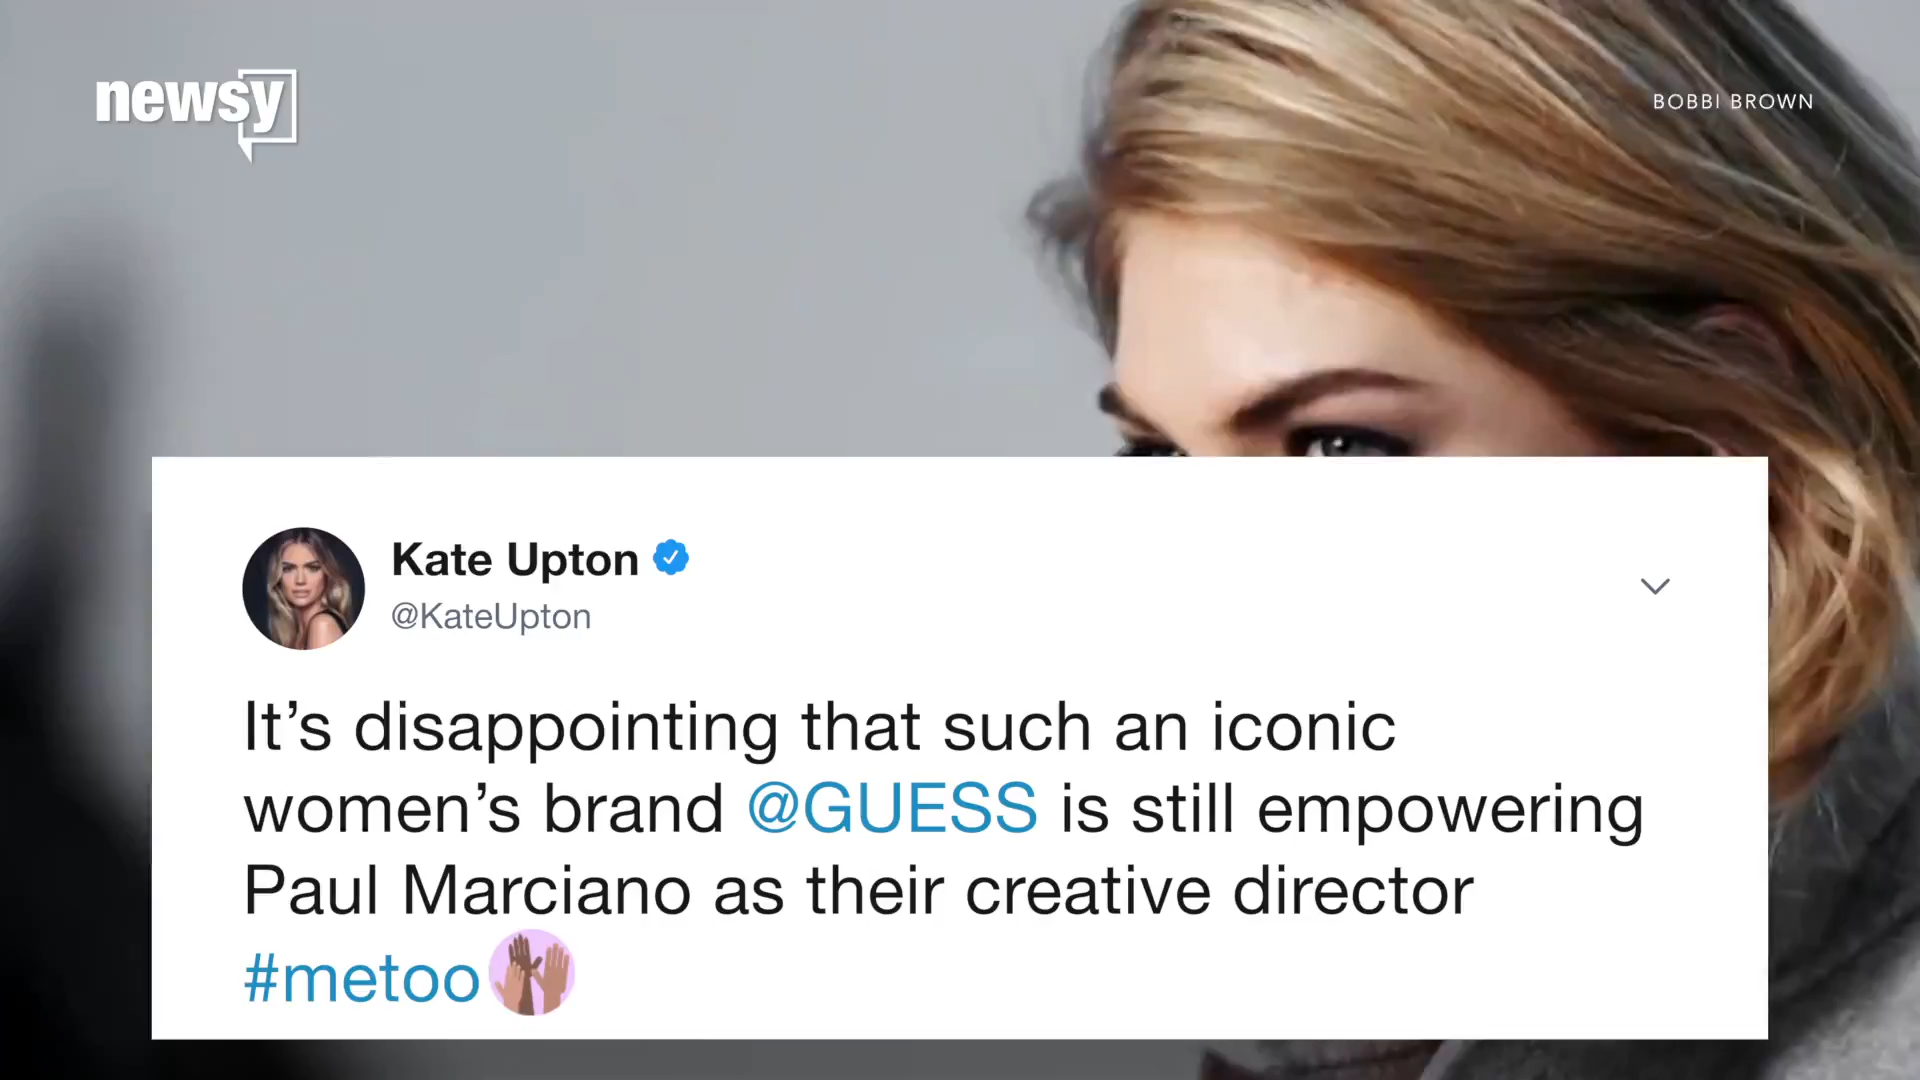 newsy
BOBBI BROWN
Kate Upton
@KateUpton
It’s disappointing that such an iconic
women’s brand @GUESS is still empowering
Paul Marciano as their creative director
#metoo